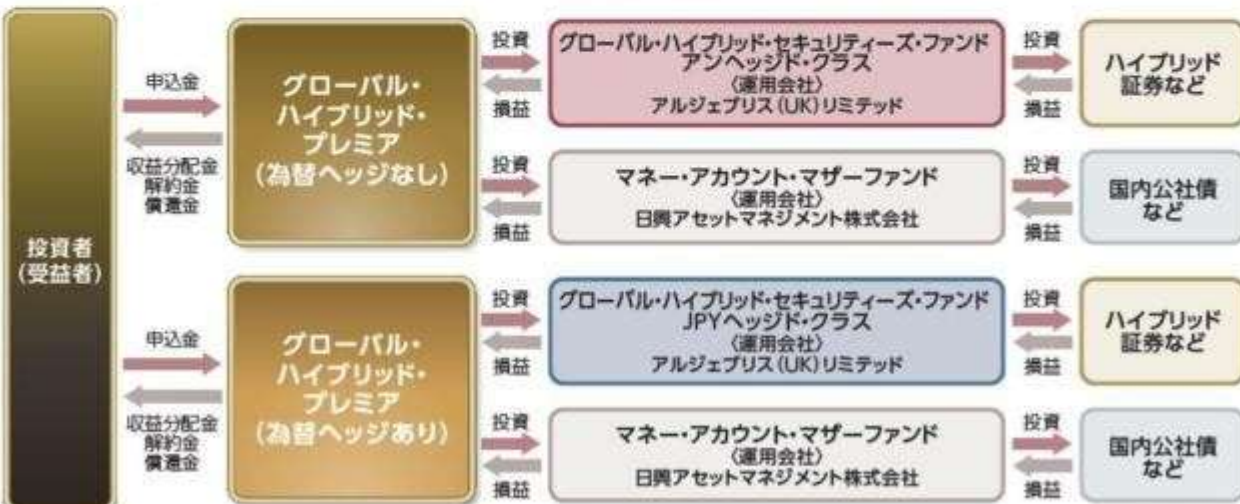 投資者
(受益者)
申込金
収益分配金
解約金
償還金
グローバル・
ハイブリッド・
プレミア
(為替ヘッジなし)
投資
損益
グローバル・ハイブリッド・セキュリティーズ・ファンド
アンヘッジド・クラス
〈運用会社〉
アルジェブリス(UK)リミテッド
投資
損益
ハイブリッド
証券など
投資
損益
マネー・アカウント・マザーファンド
〈運用会社〉
日興アセットマネジメント株式会社
投資
損益
国内公社債
など
申込金
収益分配金
解約金
償還金
グローバル・
ハイブリッド・
プレミア
(為替ヘッジあり)
投資
損益
グローバル・ハイブリッド・セキュリティーズ・ファンド
JPYヘッジド・クラス
〈運用会社〉
アルジェブリス(UK)リミテッド
投資
損益
ハイブリッド
証券など
投資
損益
マネー・アカウント・マザーファンド
〈運用会社〉
日興アセットマネジメント株式会社
投資
損益
国内公社債
など